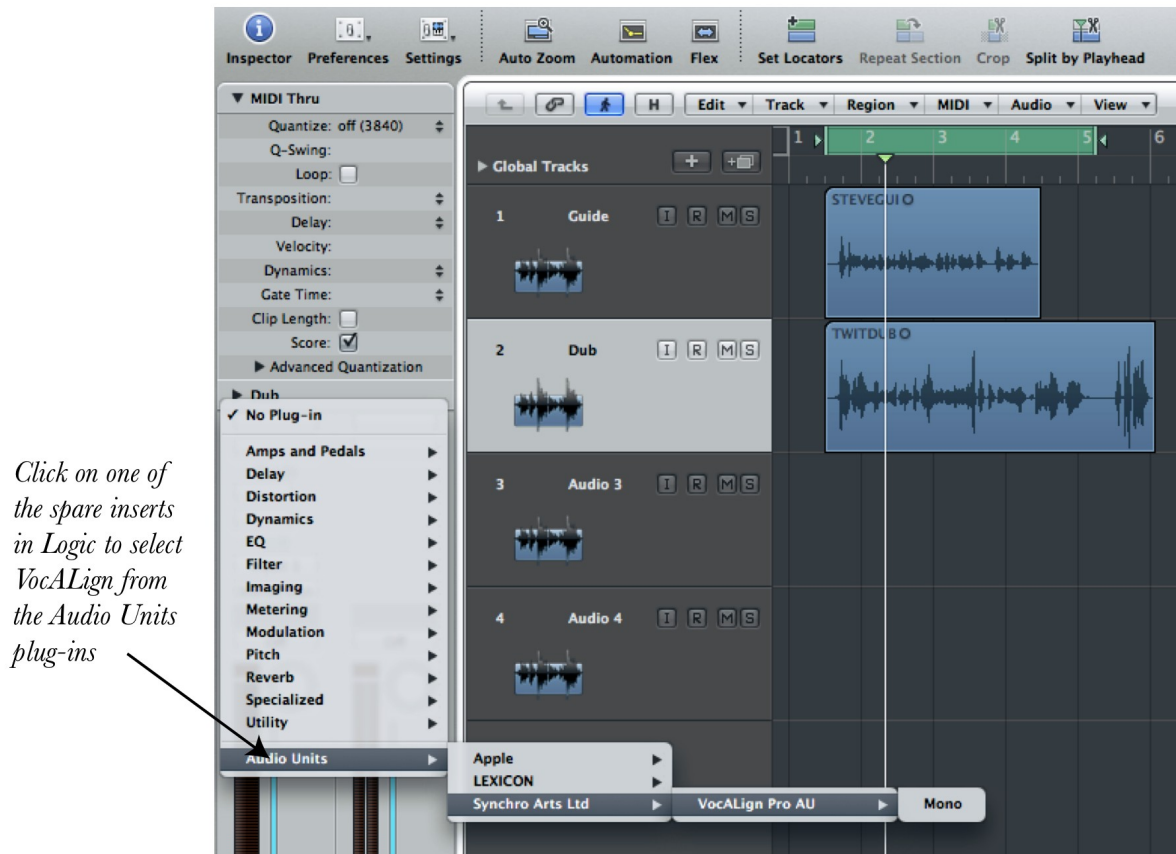 Inspector Preferences Settings Auto Zoom Automation Flex Set Locators Repeat Section Crop Split by Playhead
MIDI Thru
Quantize: off (3840)
Q-Swing:
Loop:
Transposition:
Delay:
Velocity:
Dynamics:
Gate Time:
Clip Length:
Score:
Advanced Quantization
Dub
H Edit Track Region MIDI Audio View
1 2 3 4 5 6
Global Tracks
1 Guide I R M S
STEVEGUI
2 Dub I R M S
TWITDUB
3 Audio 3 I R M S
4 Audio 4 I R M S
Click on one of
the spare inserts
in Logic to select
VocALign from
the Audio Units
plug-ins
✓ No Plug-in
Amps and Pedals
Delay
Distortion
Dynamics
EQ
Filter
Imaging
Metering
Modulation
Pitch
Reverb
Specialized
Utility
Audio Units
Apple
LEXICON
Synchro Arts Ltd
VocALign Pro AU
Mono